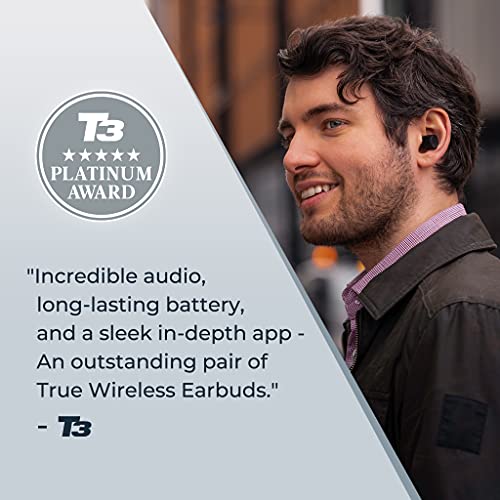 T3
★★★★★
PLATINUM
AWARD
"Incredible audio,
long-lasting battery,
and a sleek in-depth app -
An outstanding pair of
True Wireless Earbuds."
- T3